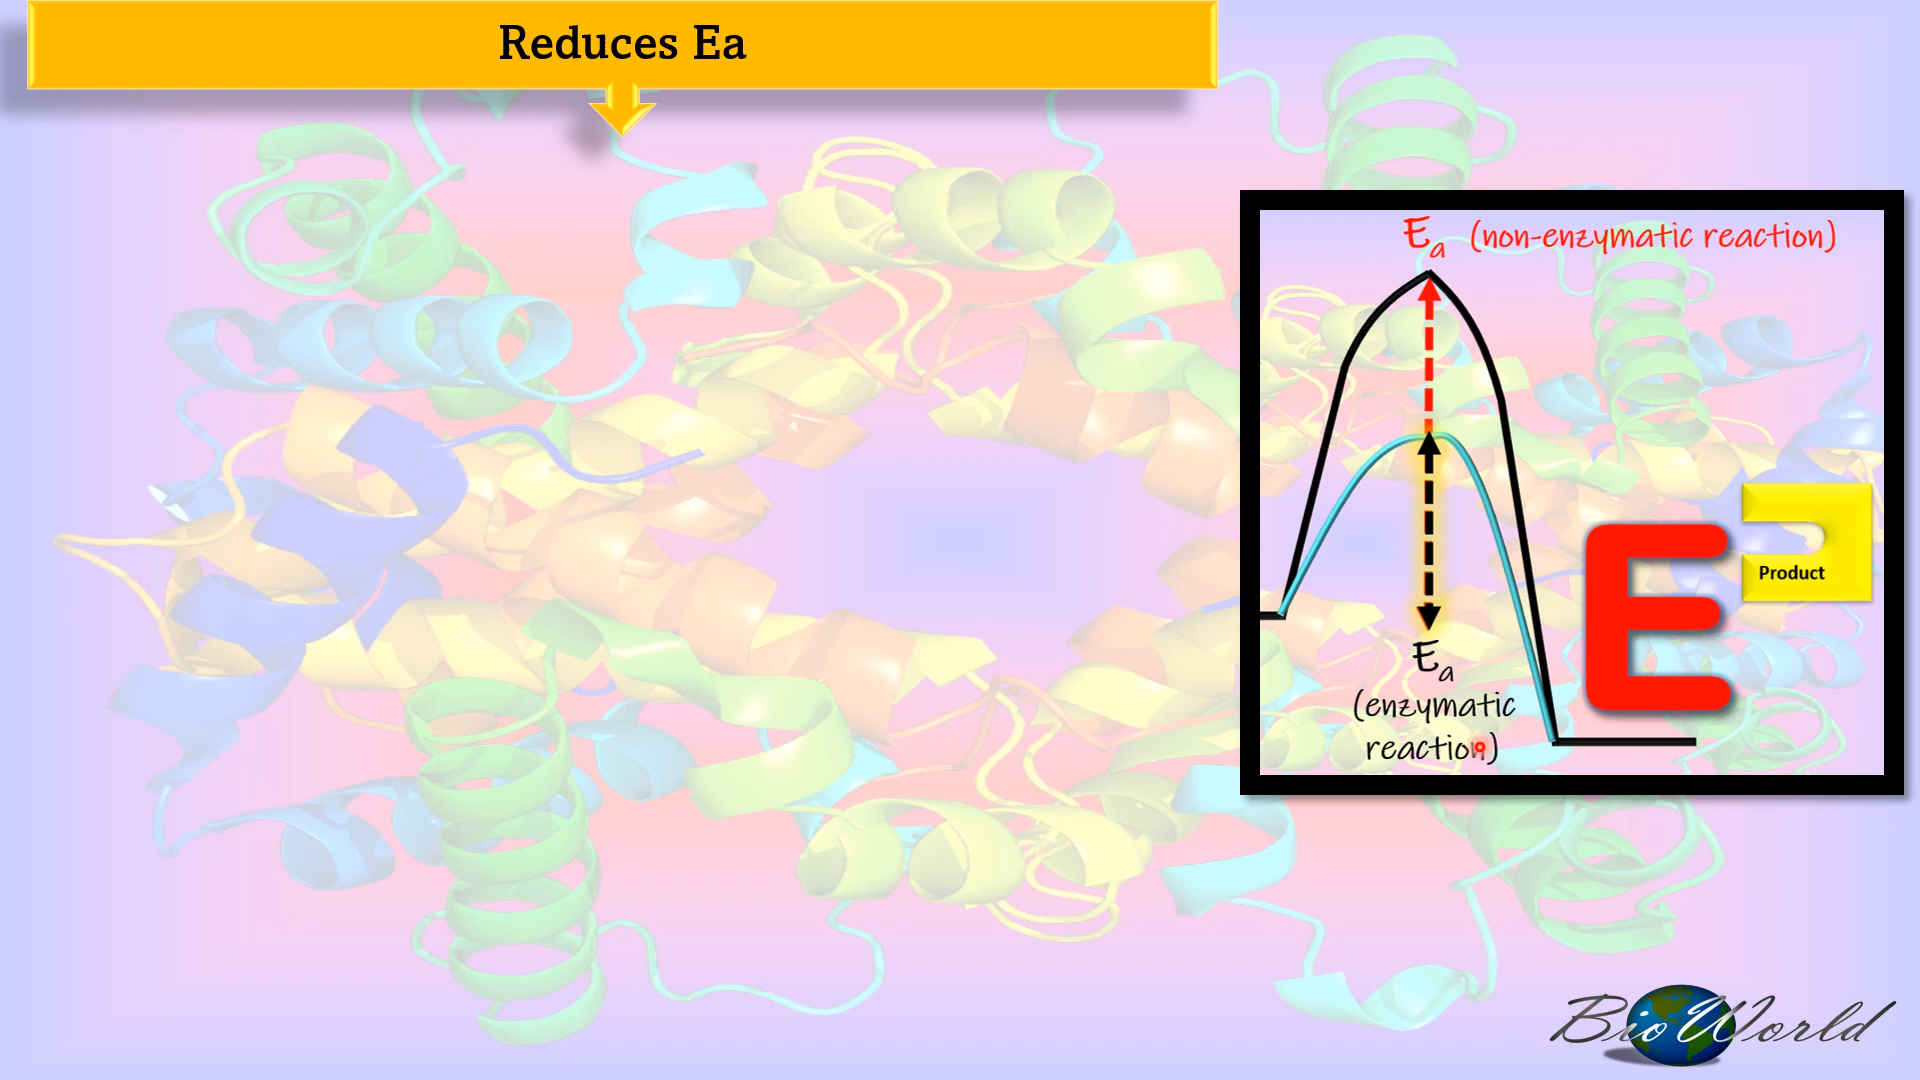 Reduces Ea
Ea (non-enzymatic reaction)
Ea
(enzymatic
reaction)
E
Product
BioWorld